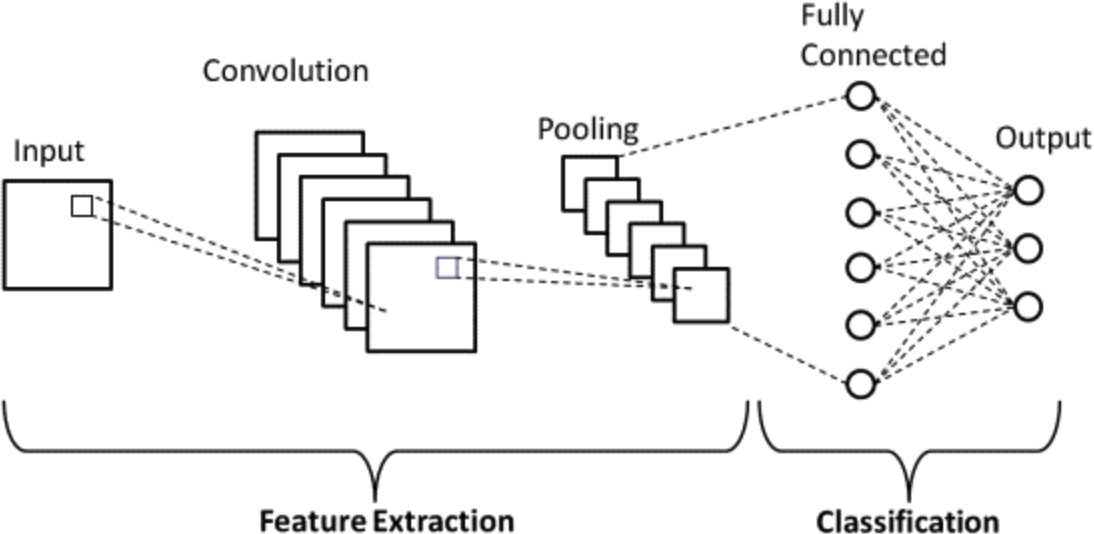 Input
Convolution
Pooling
Fully
Connected
Output
Feature Extraction
Classification